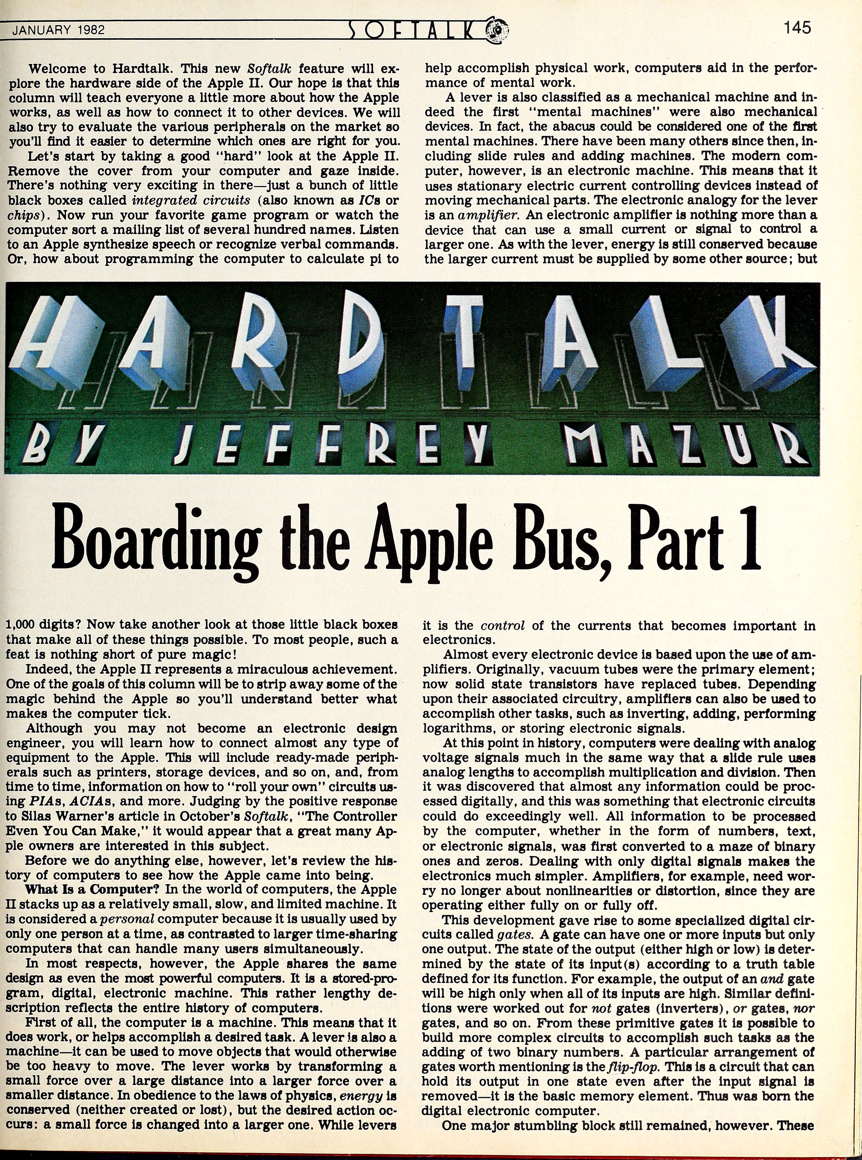 JANUARY 1982
SOFTALK
145
HARDTALK
BY JEFFREY MAZUR
Boarding the Apple Bus, Part 1
Welcome to Hardtalk. This new Softalk feature will ex-
plore the hardware side of the Apple II. Our hope is that this
column will teach everyone a little more about how the Apple
works, as well as how to connect it to other devices. We will
also try to evaluate the various peripherals on the market so
you'll find it easier to determine which ones are right for you.
Let's start by taking a good "hard" look at the Apple II.
Remove the cover from your computer and gaze inside.
There's nothing very exciting in there—just a bunch of little
black boxes called integrated circuits (also known as ICs or
chips). Now run your favorite game program or watch the
computer sort a mailing list of several hundred names. Listen
to an Apple synthesize speech or recognize verbal commands.
Or, how about programming the computer to calculate pi to
1,000 digits? Now take another look at those little black boxes
that make all of these things possible. To most people, such a
feat is nothing short of pure magic!
Indeed, the Apple II represents a miraculous achievement.
One of the goals of this column will be to strip away some of the
magic behind the Apple so you'll understand better what
makes the computer tick.
Although you may not become an electronic design
engineer, you will learn how to connect almost any type of
equipment to the Apple. This will include ready-made periph-
erals such as printers, storage devices, and so on, and, from
time to time, information on how to "roll your own" circuits us-
ing PIAs, ACIAs, and more. Judging by the positive response
to Silas Warner's article in October's Softalk, "The Controller
Even You Can Make," it would appear that a great many Ap-
ple owners are interested in this subject.
Before we do anything else, however, let's review the his-
tory of computers to see how the Apple came into being.
What Is a Computer? In the world of computers, the Apple
II stacks up as a relatively small, slow, and limited machine. It
is considered a personal computer because it is usually used by
only one person at a time, as contrasted to larger time-sharing
computers that can handle many users simultaneously.
In most respects, however, the Apple shares the same
design as even the most powerful computers. It is a stored-pro-
gram, digital, electronic machine. This rather lengthy de-
scription reflects the entire history of computers.
First of all, the computer is a machine. This means that it
does work, or helps accomplish a desired task. A lever is also a
machine—it can be used to move objects that would otherwise
be too heavy to move. The lever works by transforming a
small force over a large distance into a larger force over a
smaller distance. In obedience to the laws of physics, energy is
conserved (neither created or lost), but the desired action oc-
curs: a small force is changed into a larger one. While levers
help accomplish physical work, computers aid in the perfor-
mance of mental work.
A lever is also classified as a mechanical machine and in-
deed the first "mental machines" were also mechanical
devices. In fact, the abacus could be considered one of the first
mental machines. There have been many others since then, in-
cluding slide rules and adding machines. The modern com-
puter, however, is an electronic machine. This means that it
uses stationary electric current controlling devices instead of
moving mechanical parts. The electronic analogy for the lever
is an amplifier. An electronic amplifier is nothing more than a
device that can use a small current or signal to control a
larger one. As with the lever, energy is still conserved because
the larger current must be supplied by some other source; but
it is the control of the currents that becomes important in
electronics.
Almost every electronic device is based upon the use of am-
plifiers. Originally, vacuum tubes were the primary element;
now solid state transistors have replaced tubes. Depending
upon their associated circuitry, amplifiers can also be used to
accomplish other tasks, such as inverting, adding, performing
logarithms, or storing electronic signals.
At this point in history, computers were dealing with analog
voltage signals much in the same way that a slide rule uses
analog lengths to accomplish multiplication and division. Then
it was discovered that almost any information could be proc-
essed digitally, and this was something that electronic circuits
could do exceedingly well. All information to be processed
by the computer, whether in the form of numbers, text,
or electronic signals, was first converted to a maze of binary
ones and zeros. Dealing with only digital signals makes the
electronics much simpler. Amplifiers, for example, need wor-
ry no longer about nonlinearities or distortion, since they are
operating either fully on or fully off.
This development gave rise to some specialized digital cir-
cuits called gates. A gate can have one or more inputs but only
one output. The state of the output (either high or low) is deter-
mined by the state of its input(s) according to a truth table
defined for its function. For example, the output of an and gate
will be high only when all of its inputs are high. Similar defini-
tions were worked out for not gates (inverters), or gates, nor
gates, and so on. From these primitive gates it is possible to
build more complex circuits to accomplish such tasks as the
adding of two binary numbers. A particular arrangement of
gates worth mentioning is the flip-flop. This is a circuit that can
hold its output in one state even after the input signal is
removed—it is the basic memory element. Thus was born the
digital electronic computer.
One major stumbling block still remained, however. These